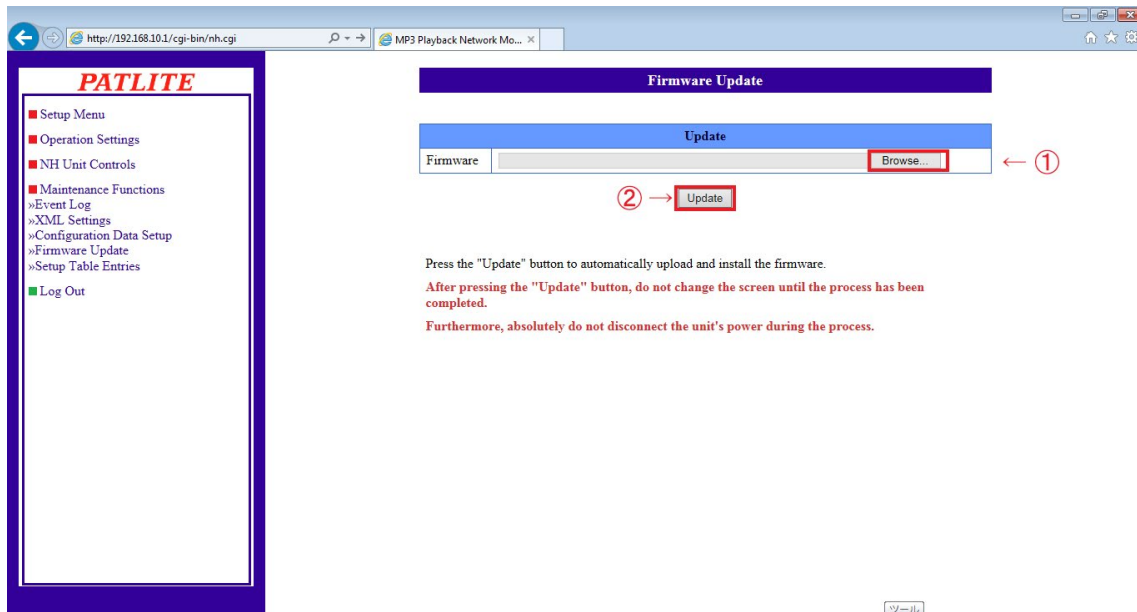 http://192.168.10.1/cgi-bin/nh.cgi
MP3 Playback Network Mo...
PATLITE
Setup Menu
Operation Settings
NH Unit Controls
Maintenance Functions
»Event Log
»XML Settings
»Configuration Data Setup
»Firmware Update
»Setup Table Entries
Log Out
Firmware Update
Update
Firmware Browse... ← ①
② → Update
Press the "Update" button to automatically upload and install the firmware.
After pressing the "Update" button, do not change the screen until the process has been
completed.
Furthermore, absolutely do not disconnect the unit's power during the process.
ツール